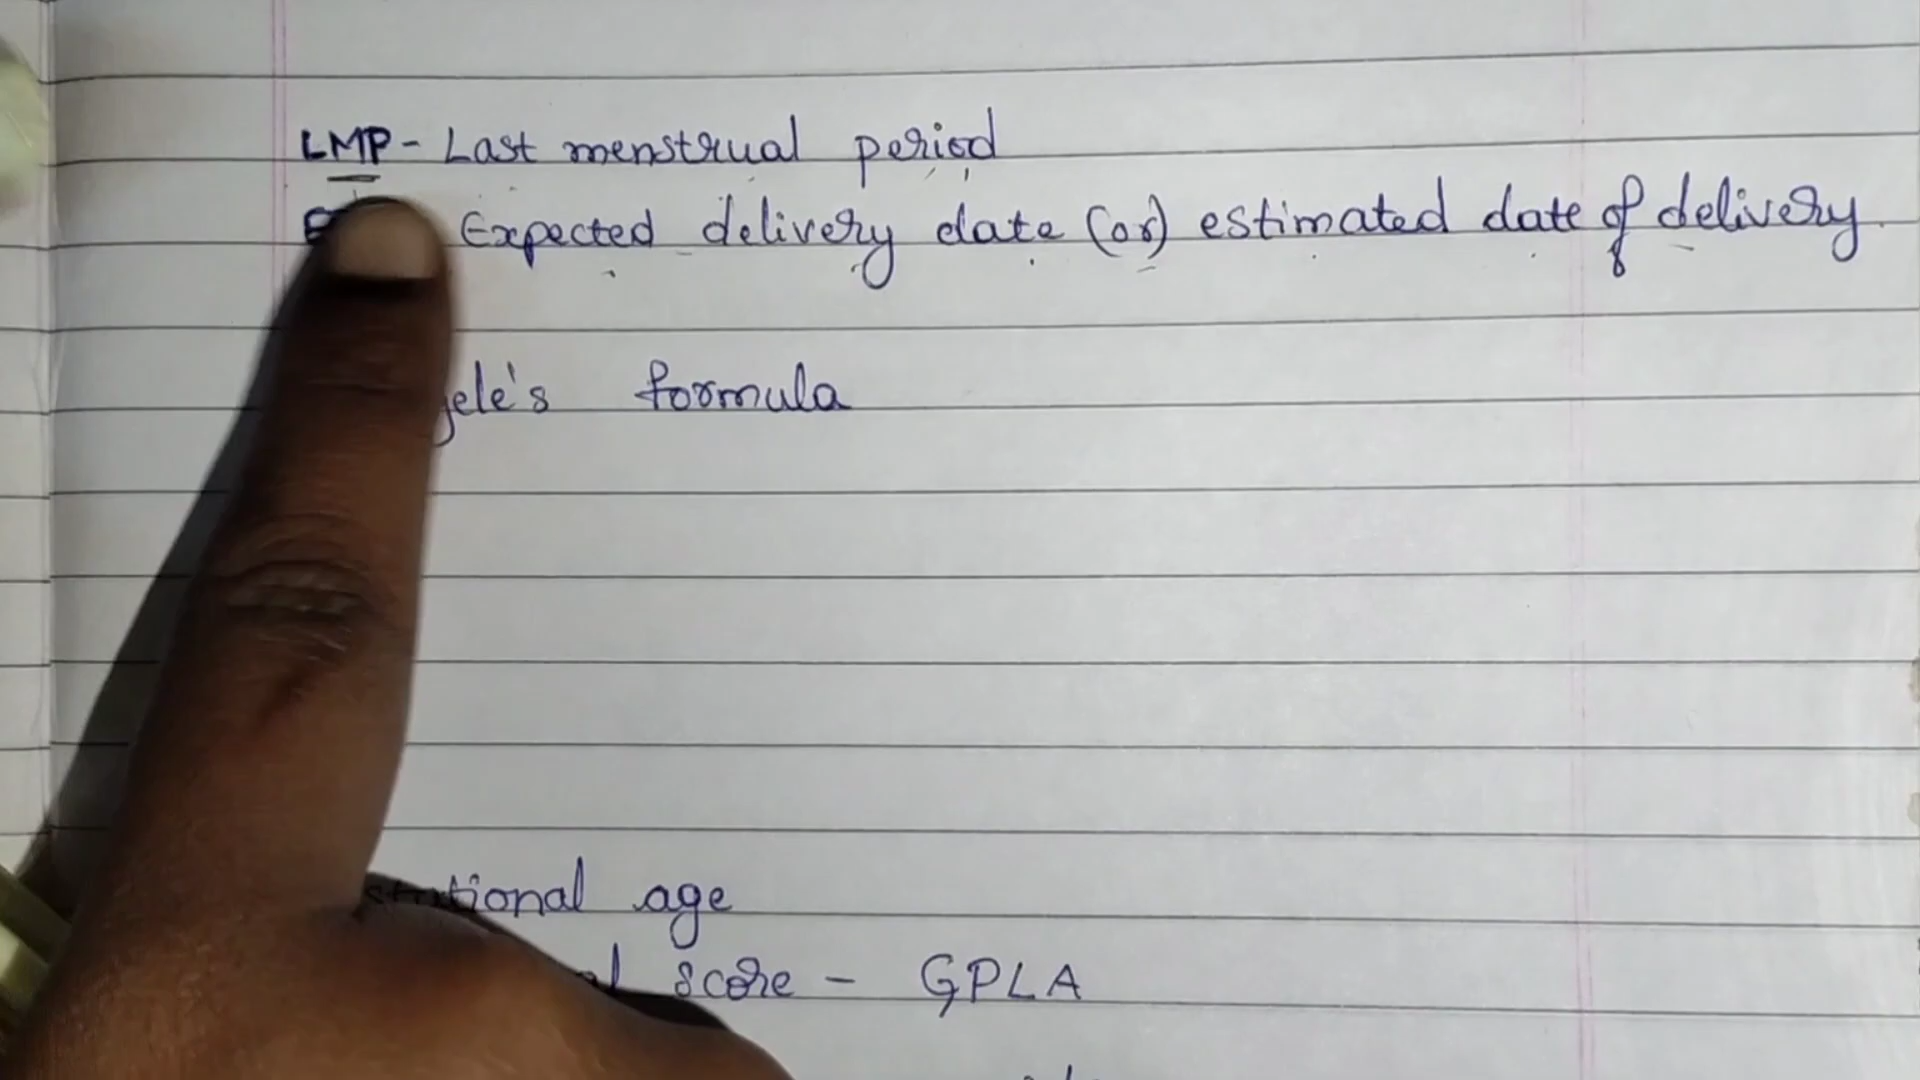 LMP - Last menstrual period
Expected delivery date (or) estimated date of delivery
formula
age
score - GPLA